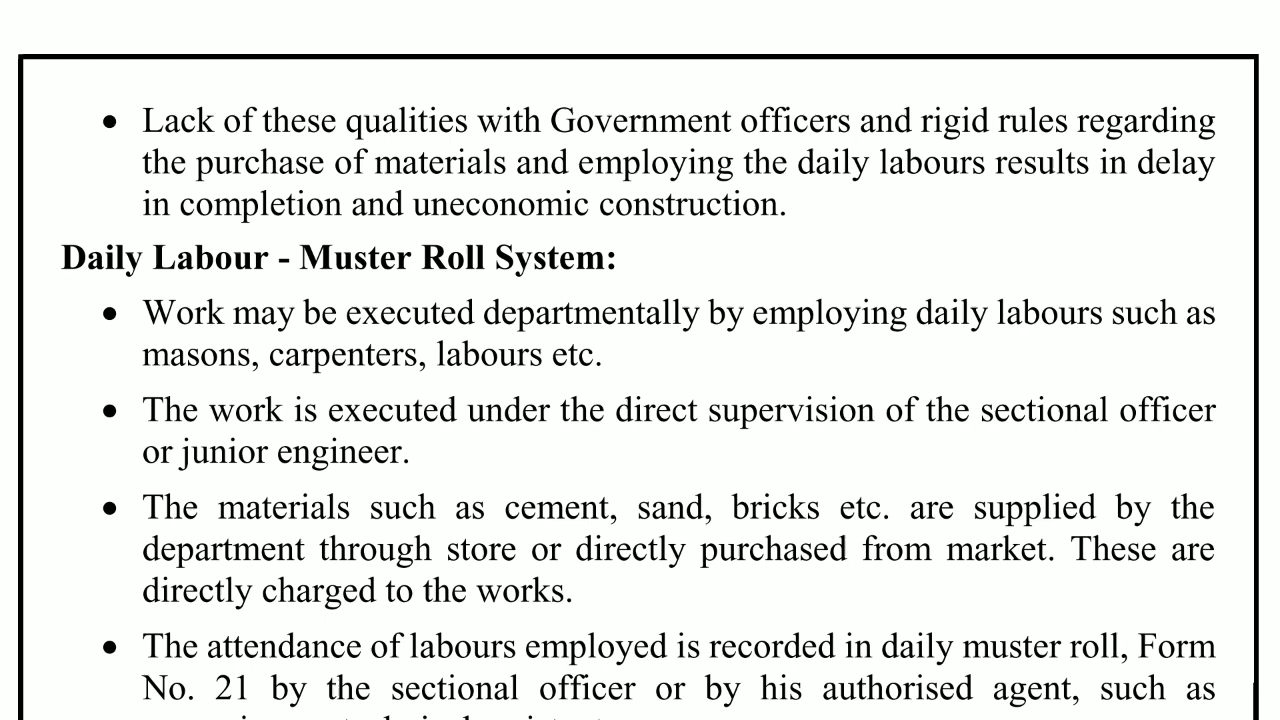 • Lack of these qualities with Government officers and rigid rules regarding
the purchase of materials and employing the daily labours results in delay
in completion and uneconomic construction.
Daily Labour - Muster Roll System:
• Work may be executed departmentally by employing daily labours such as
masons, carpenters, labours etc.
• The work is executed under the direct supervision of the sectional officer
or junior engineer.
• The materials such as cement, sand, bricks etc. are supplied by the
department through store or directly purchased from market. These are
directly charged to the works.
• The attendance of labours employed is recorded in daily muster roll, Form
No. 21 by the sectional officer or by his authorised agent, such as